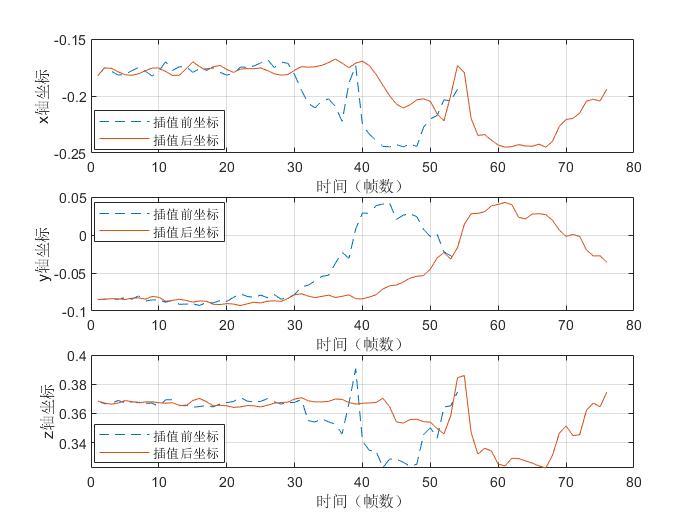 -0.15
-0.2
-0.25
x轴坐标
插值前坐标
插值后坐标
0 10 20 30 40 50 60 70 80
时间（帧数）
0.05
0
-0.05
-0.1
y轴坐标
插值前坐标
插值后坐标
0 10 20 30 40 50 60 70 80
时间（帧数）
0.4
0.38
0.36
0.34
z轴坐标
插值前坐标
插值后坐标
0 10 20 30 40 50 60 70 80
时间（帧数）